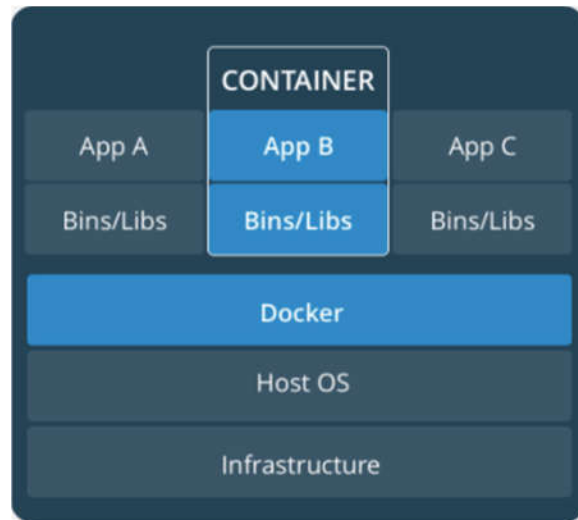 CONTAINER
App A
App B
App C
Bins/Libs
Bins/Libs
Bins/Libs
Docker
Host OS
Infrastructure